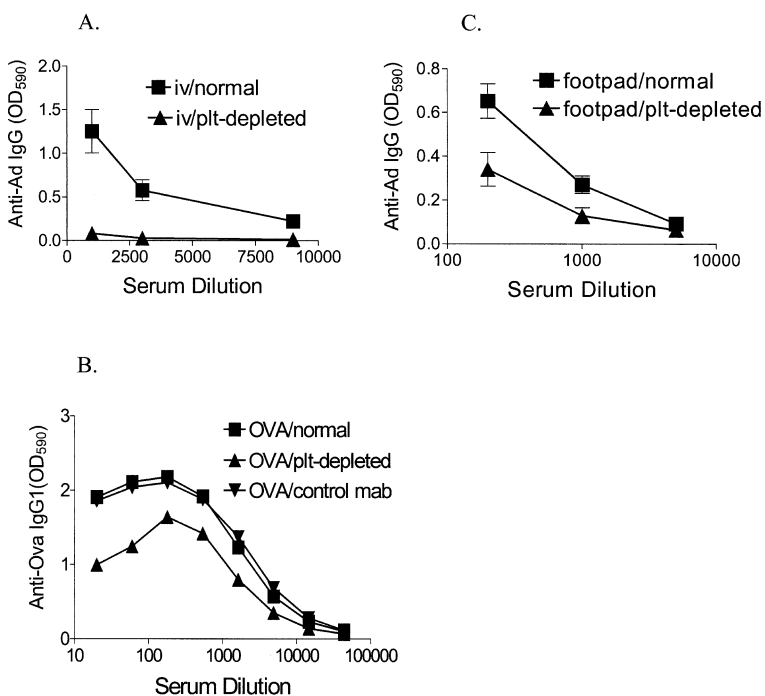 A.
Anti-Ad IgG (OD590)
2.0
1.5
1.0
0.5
0.0
iv/normal
iv/plt-depleted
0 2500 5000 7500 10000
Serum Dilution
C.
Anti-Ad IgG (OD590)
0.8
0.6
0.4
0.2
0.0
footpad/normal
footpad/plt-depleted
100 1000 10000
Serum Dilution
B.
Anti-Ova IgG1(OD590)
3
2
1
0
OVA/normal
OVA/plt-depleted
OVA/control mab
10 100 1000 10000 100000
Serum Dilution